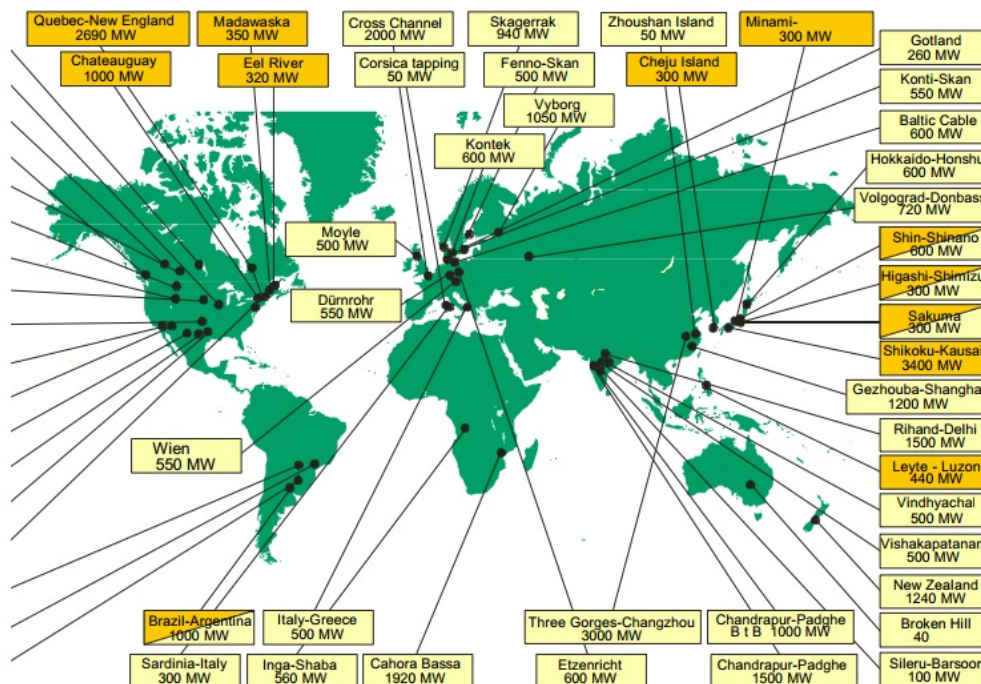 Quebec-New England
2690 MW
Madawaska
350 MW
Cross Channel
2000 MW
Skagerrak
940 MW
Zhoushan Island
50 MW
Minami-
300 MW
Chateauguay
1000 MW
Eel River
320 MW
Corsica tapping
50 MW
Fenno-Skan
500 MW
Cheju Island
300 MW
Gotland
260 MW
Vyborg
1050 MW
Konti-Skan
550 MW
Kontek
600 MW
Baltic Cable
600 MW
Hokkaido-Honshu
600 MW
Volgograd-Donbass
720 MW
Moyle
500 MW
Shin-Shinano
600 MW
Dürnrohr
550 MW
Higashi-Shimizu
300 MW
Sakuma
300 MW
Shikoku-Kausai
3400 MW
Gezhouba-Shangha
1200 MW
Wien
550 MW
Rihand-Delhi
1500 MW
Leyte - Luzon
440 MW
Vindhyachal
500 MW
Vishakapatanam
500 MW
New Zealand
1240 MW
Brazil-Argentina
1000 MW
Italy-Greece
500 MW
Three Gorges-Changzhou
3000 MW
Chandrapur-Padghe
B t B 1000 MW
Broken Hill
40
Sardinia-Italy
300 MW
Inga-Shaba
560 MW
Cahora Bassa
1920 MW
Etzenricht
600 MW
Chandrapur-Padghe
1500 MW
Sileru-Barsoor
100 MW